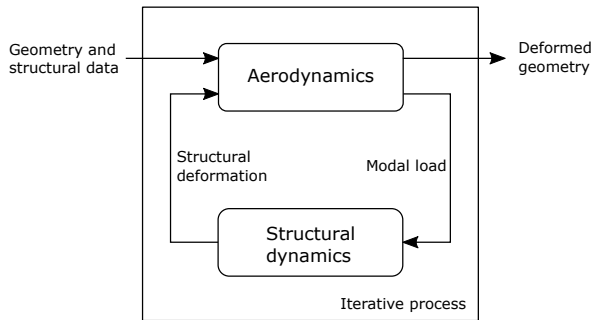 Geometry and
structural data
Aerodynamics
Deformed
geometry
Structural
deformation
Modal load
Structural
dynamics
Iterative process